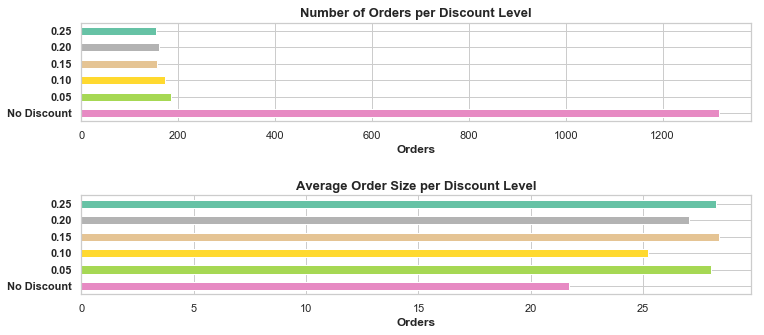 Number of Orders per Discount Level
0.25
0.20
0.15
0.10
0.05
No Discount
0 200 400 600 800 1000 1200
Orders
Average Order Size per Discount Level
0.25
0.20
0.15
0.10
0.05
No Discount
0 5 10 15 20 25
Orders